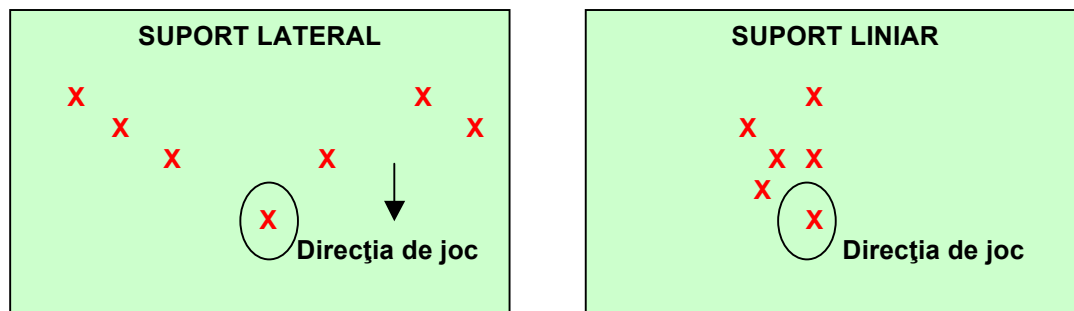 SUPORT LATERAL
X X
X X
X X
X
Direcţia de joc
SUPORT LINIAR
X
X
X X
X
X
Direcţia de joc